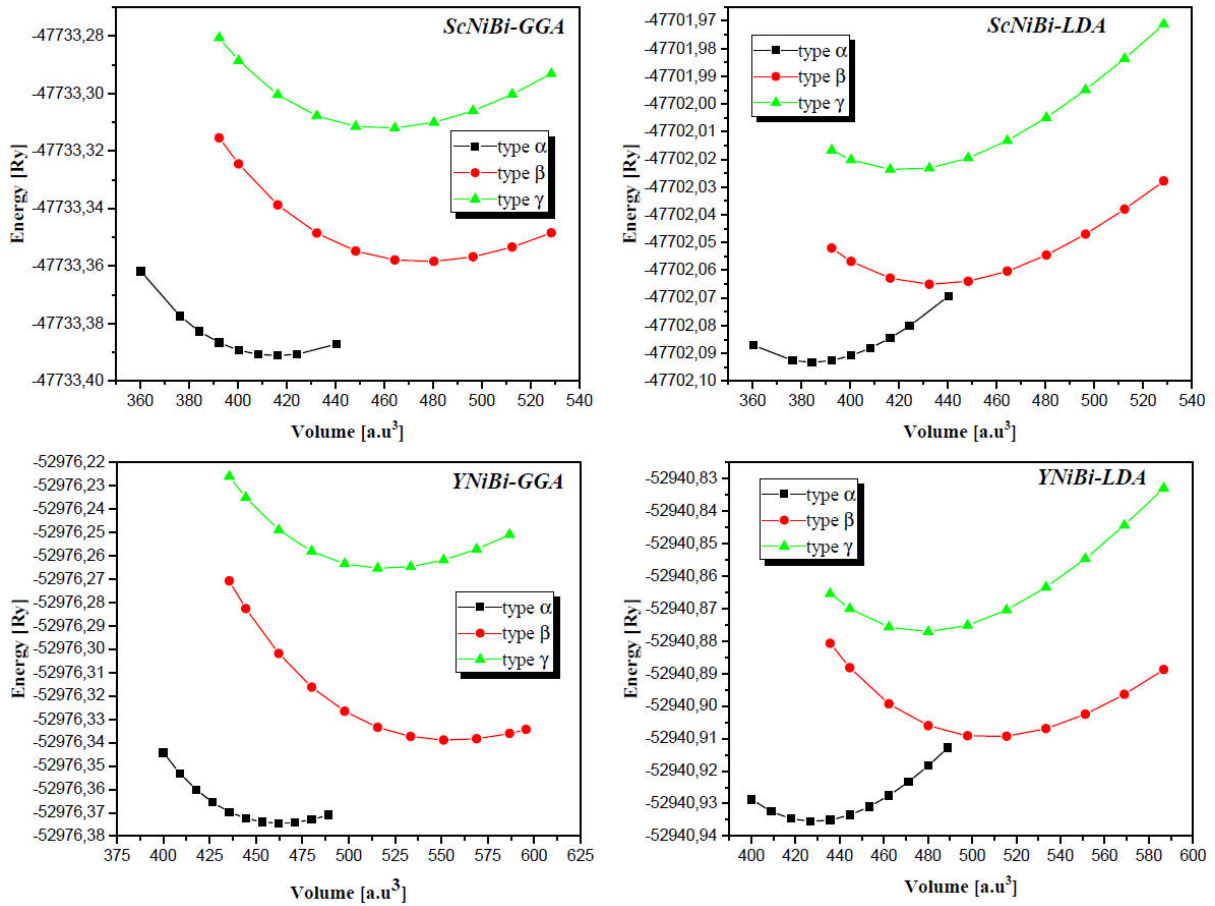 ScNiBi-GGA
-47733,28
-47733,30
-47733,32
-47733,34
-47733,36
-47733,38
-47733,40
Energy [Ry]
type α
type β
type γ
360 380 400 420 440 460 480 500 520 540
Volume [a.u³]
ScNiBi-LDA
-47701,97
-47701,98
-47701,99
-47702,00
-47702,01
-47702,02
-47702,03
-47702,04
-47702,05
-47702,06
-47702,07
-47702,08
-47702,09
-47702,10
Energy [Ry]
type α
type β
type γ
360 380 400 420 440 460 480 500 520 540
Volume [a.u³]
YNiBi-GGA
-52976,22
-52976,23
-52976,24
-52976,25
-52976,26
-52976,27
-52976,28
-52976,29
-52976,30
-52976,31
-52976,32
-52976,33
-52976,34
-52976,35
-52976,36
-52976,37
-52976,38
Energy [Ry]
type α
type β
type γ
375 400 425 450 475 500 525 550 575 600 625
Volume [a.u³]
YNiBi-LDA
-52940,83
-52940,84
-52940,85
-52940,86
-52940,87
-52940,88
-52940,89
-52940,90
-52940,91
-52940,92
-52940,93
-52940,94
Energy [Ry]
type α
type β
type γ
400 420 440 460 480 500 520 540 560 580 600
Volume [a.u³]